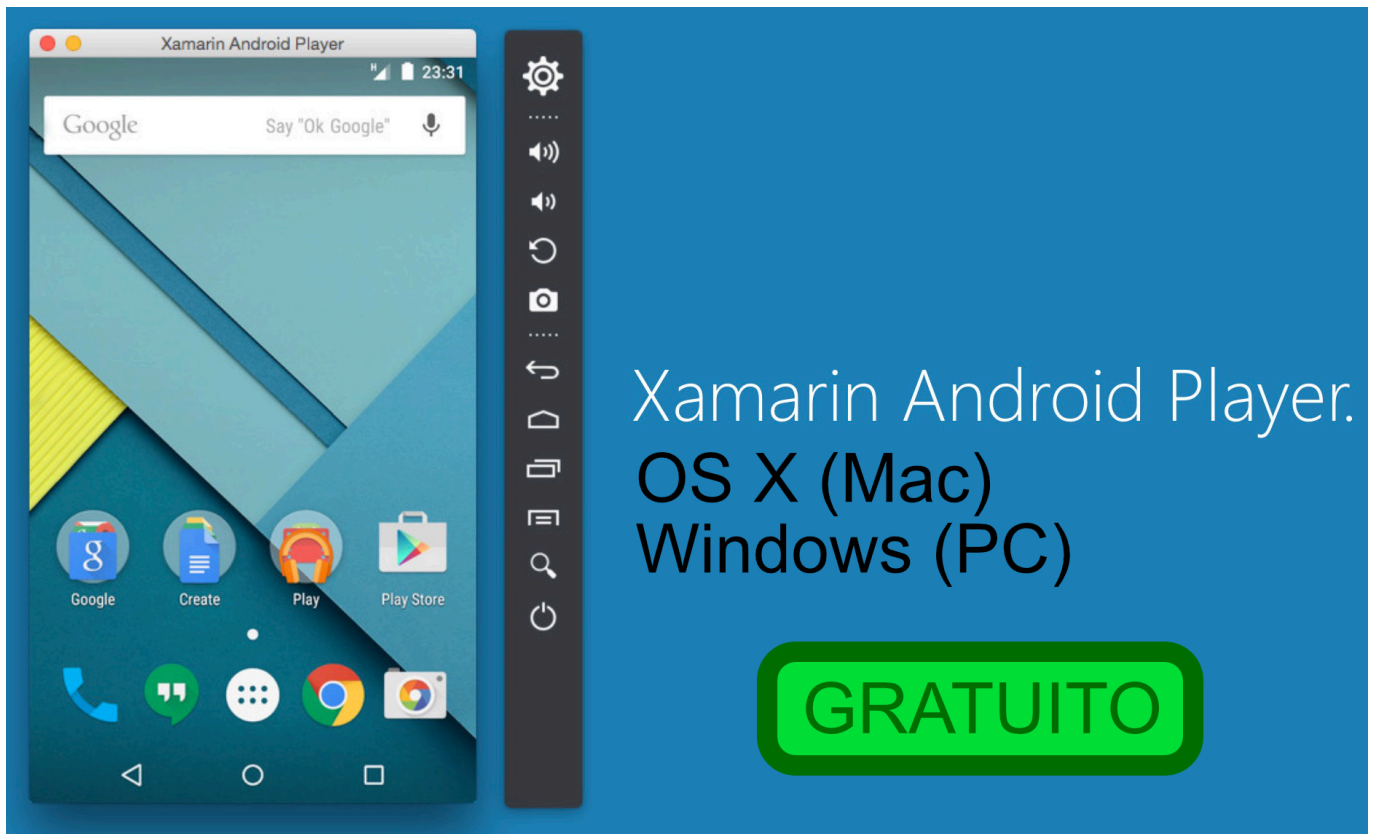 Xamarin Android Player
H
23:31
Google
Say "Ok Google"
Xamarin Android Player.
OS X (Mac)
Windows (PC)
GRATUITO
8
Google
Create
Play
Play Store